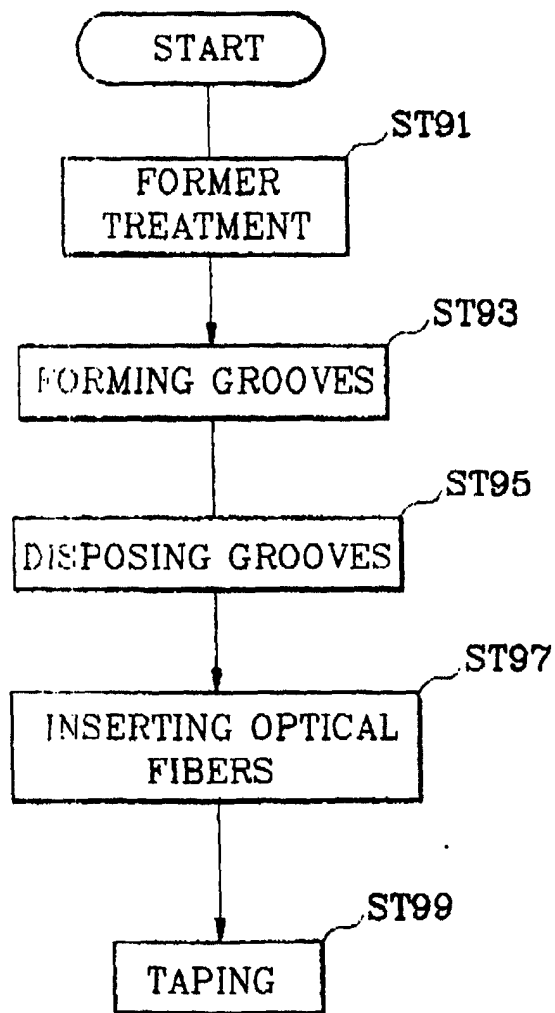 START
ST91
FORMER
TREATMENT
ST93
FORMING GROOVES
ST95
DISPOSING GROOVES
ST97
INSERTING OPTICAL
FIBERS
ST99
TAPING